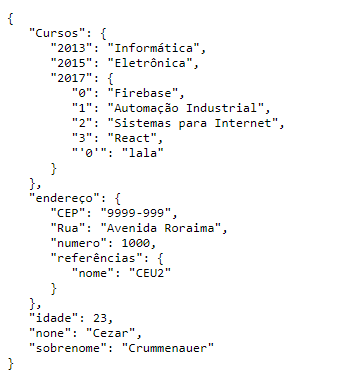 {
"Cursos": {
"2013": "Informática",
"2015": "Eletrônica",
"2017": {
"0": "Firebase",
"1": "Automação Industrial",
"2": "Sistemas para Internet",
"3": "React",
"'0'": "lala"
}
},
"endereço": {
"CEP": "9999-999",
"Rua": "Avenida Roraima",
"numero": 1000,
"referências": {
"nome": "CEU2"
}
},
"idade": 23,
"none": "Cezar",
"sobrenome": "Crummenauer"
}